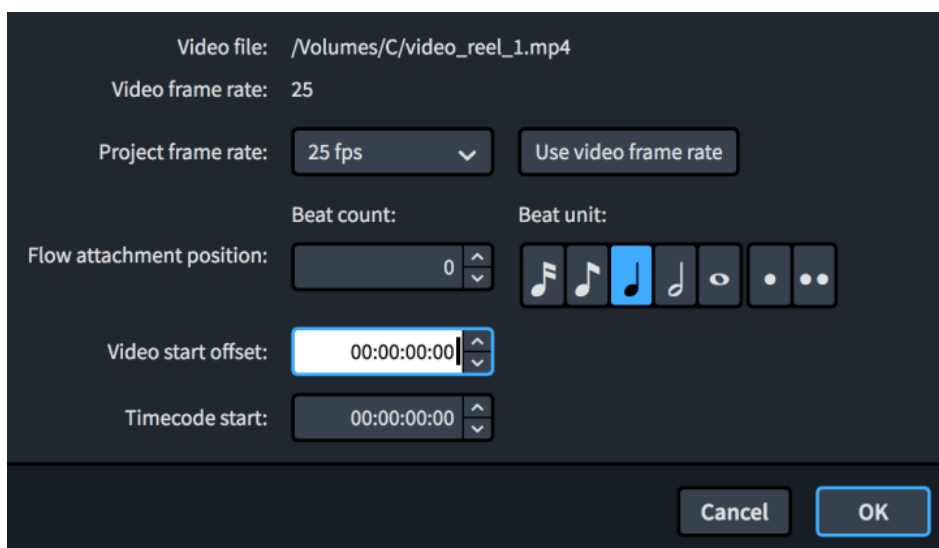 Video file: /Volumes/C/video_reel_1.mp4
Video frame rate: 25
Project frame rate: 25 fps Use video frame rate
Beat count: Beat unit:
Flow attachment position: 0
Video start offset: 00:00:00:00
Timecode start: 00:00:00:00
Cancel OK